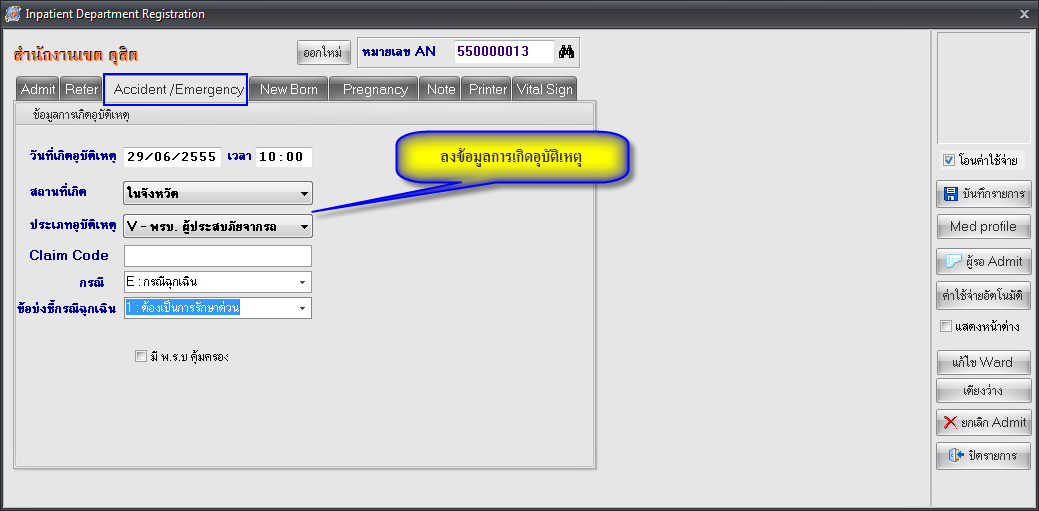 Inpatient Department Registration
สำนักงานเขต ดุสิต
ออกใหม่
หมายเลข AN 550000013
Admit Refer Accident /Emergency New Born Pregnancy Note Printer Vital Sign
ข้อมูลการเกิดอุบัติเหตุ
วันที่เกิดอุบัติเหตุ 29/06/2555 เวลา 10:00
ลงข้อมูลการเกิดอุบัติเหตุ
สถานที่เกิด ในจังหวัด
ประเภทอุบัติเหตุ V - พรบ. ผู้ประสบภัยจากรถ
Claim Code
กรณี E : กรณีฉุกเฉิน
ข้อบ่งชี้กรณีฉุกเฉิน 1 : ต้องเป็นการรักษาด่วน
มี พ.ร.บ คุ้มครอง
โอนค่าใช้จ่าย
บันทึกรายการ
Med profile
ผู้รอ Admit
ค่าใช้จ่ายอัตโนมัติ
แสดงหน้าต่าง
แก้ไข Ward
เตียงว่าง
ยกเลิก Admit
ปิดรายการ